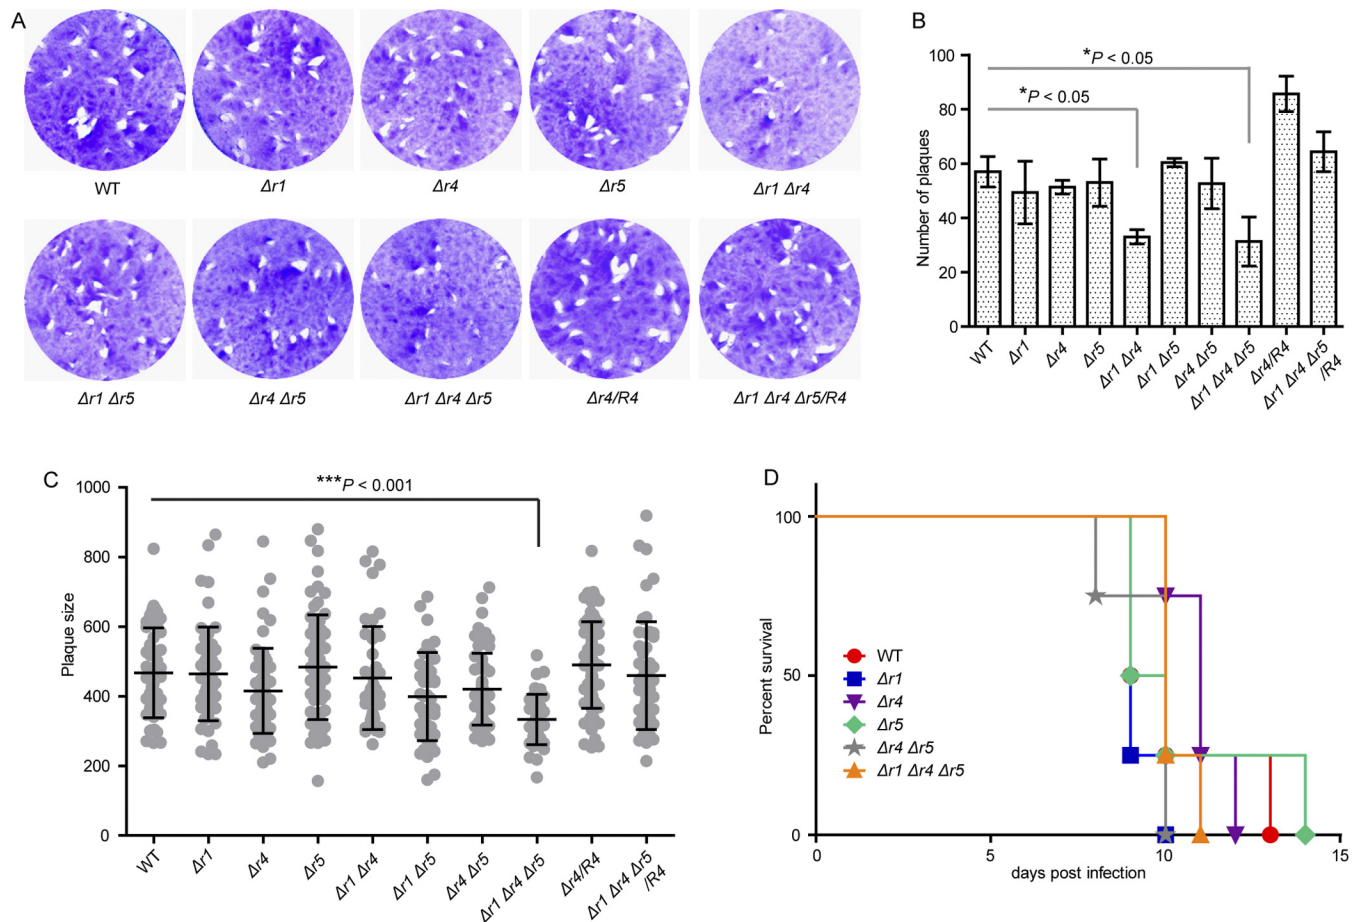 A
WT
Δr1
Δr4
Δr5
Δr1 Δr4
Δr1 Δr5
Δr4 Δr5
Δr1 Δr4 Δr5
Δr4/R4
Δr1 Δr4 Δr5/R4
B
Number of plaques
100
80
60
40
20
0
*P < 0.05
*P < 0.05
WT
Δr1
Δr4
Δr5
Δr1 Δr4
Δr1 Δr5
Δr4 Δr5
Δr1 Δr4 Δr5
Δr4/R4
Δr1 Δr4 Δr5
/R4
C
Plaque size
1000
800
600
400
200
0
***P < 0.001
WT
Δr1
Δr4
Δr5
Δr1 Δr4
Δr1 Δr5
Δr4 Δr5
Δr1 Δr4 Δr5
Δr4/R4
Δr1 Δr4 Δr5
/R4
D
Percent survival
100
50
0
WT
Δr1
Δr4
Δr5
Δr4 Δr5
Δr1 Δr4 Δr5
0
5
10
15
days post infection